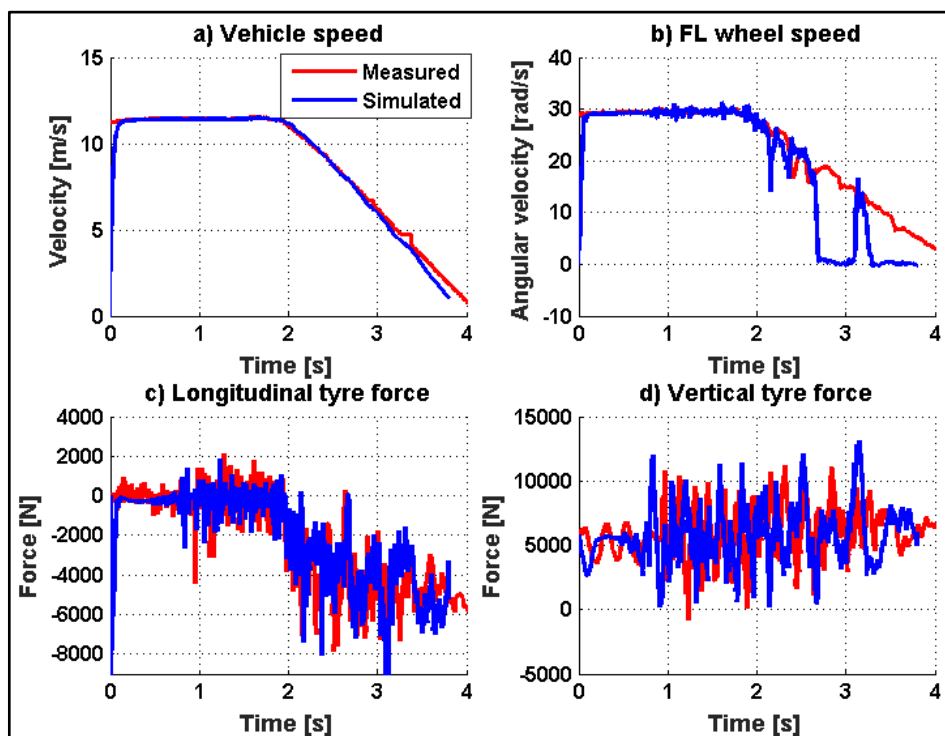 a) Vehicle speed
15
10
5
0
Velocity [m/s]
0 1 2 3 4
Time [s]
Measured
Simulated
b) FL wheel speed
40
30
20
10
0
-10
Angular velocity [rad/s]
0 1 2 3 4
Time [s]
c) Longitudinal tyre force
4000
2000
0
-2000
-4000
-6000
-8000
Force [N]
0 1 2 3 4
Time [s]
d) Vertical tyre force
15000
10000
5000
0
-5000
Force [N]
0 1 2 3 4
Time [s]